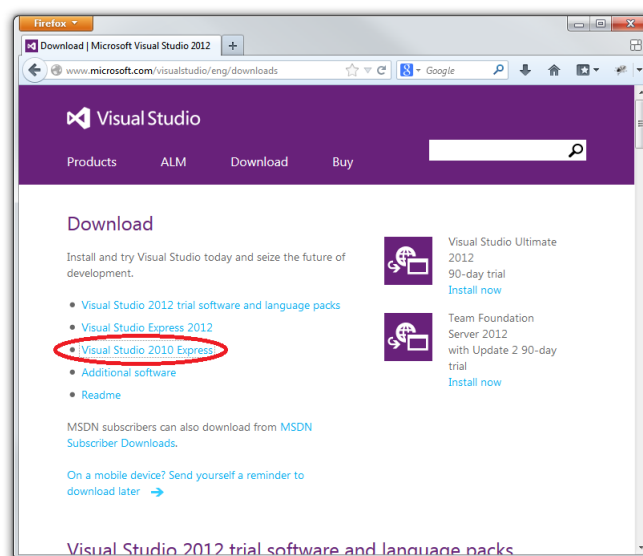 Firefox
Download | Microsoft Visual Studio 2012
www.microsoft.com/visualstudio/eng/downloads
Google
Visual Studio
Products ALM Download Buy
Download
Install and try Visual Studio today and seize the future of
development.
Visual Studio 2012 trial software and language packs
Visual Studio Express 2012
Visual Studio 2010 Express
Additional software
Readme
MSDN subscribers can also download from MSDN
Subscriber Downloads.
On a mobile device? Send yourself a reminder to
download later
Visual Studio Ultimate
2012
90-day trial
Install now
Team Foundation
Server 2012
with Update 2 90-day
trial
Install now
Visual Studio 2012 trial software and language packs